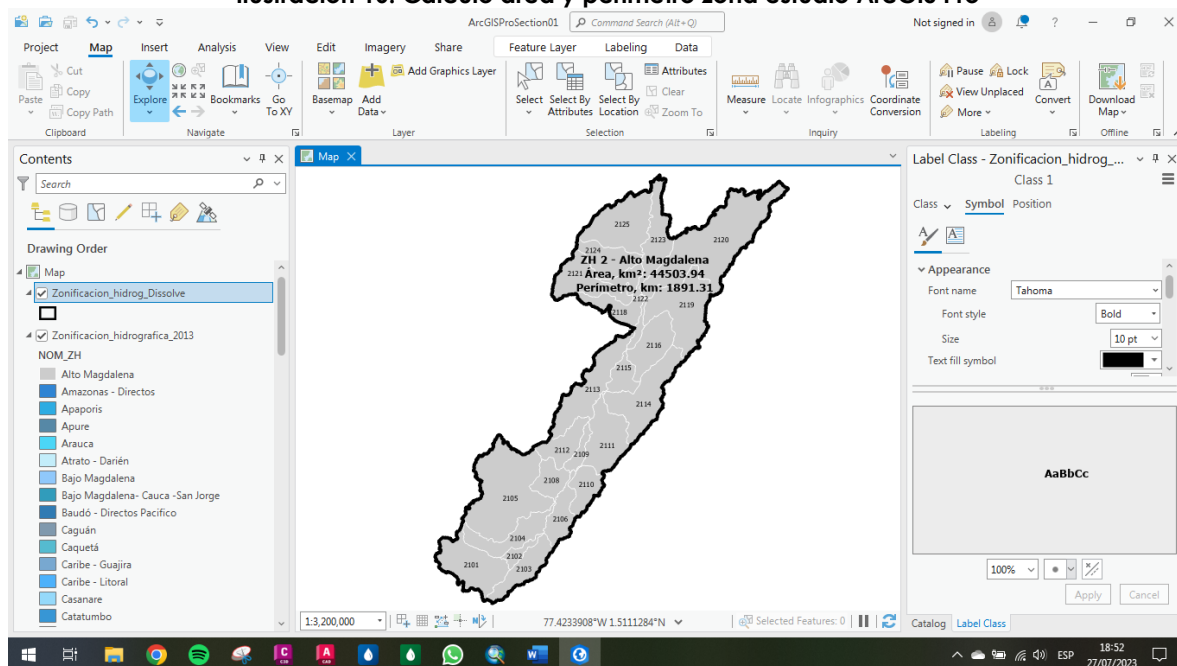 Ilustración 10. Cálculo área y perímetro zona estudio ArcGIS Pro
ArcGISProSection01
Command Search (Alt+Q)
Not signed in
?
Project Map Insert Analysis View Edit Imagery Share Feature Layer Labeling Data
Paste
Cut
Copy
Copy Path
Clipboard
Explore
Bookmarks
Go To XY
Navigate
Basemap
Add Data
Add Graphics Layer
Layer
Select
Select By Attributes
Select By Location
Attributes
Clear
Zoom To
Selection
Measure
Locate
Infographics
Coordinate Conversion
Inquiry
Pause
Lock
View Unplaced
More
Convert
Labeling
Download Map
Offline
Contents
Search
Drawing Order
Map
Zonificacion_hidrog_Dissolve
Zonificacion_hidrografica_2013
NOM_ZH
Alto Magdalena
Amazonas - Directos
Apaporis
Apure
Arauca
Atrato - Darién
Bajo Magdalena
Bajo Magdalena- Cauca -San Jorge
Baudó - Directos Pacifico
Caguán
Caquetá
Caribe - Guajira
Caribe - Litoral
Casanare
Catatumbo
Map
2125
2123
2120
2124
ZH 2 - Alto Magdalena
2121
Área, km²: 44503.94
Perímetro, km: 1891.31
2122
2119
2118
2116
2115
2113
2114
2112
2109
2111
2108
2110
2105
2106
2104
2102
2101
2103
1:3,200,000
77.4233908°W 1.5111284°N
Selected Features: 0
Label Class - Zonificacion_hidrog_...
Class 1
Class Symbol Position
Appearance
Font name Tahoma
Font style Bold
Size 10 pt
Text fill symbol
AaBbCc
100%
Apply Cancel
Catalog Label Class
ESP
18:52
27/07/2023